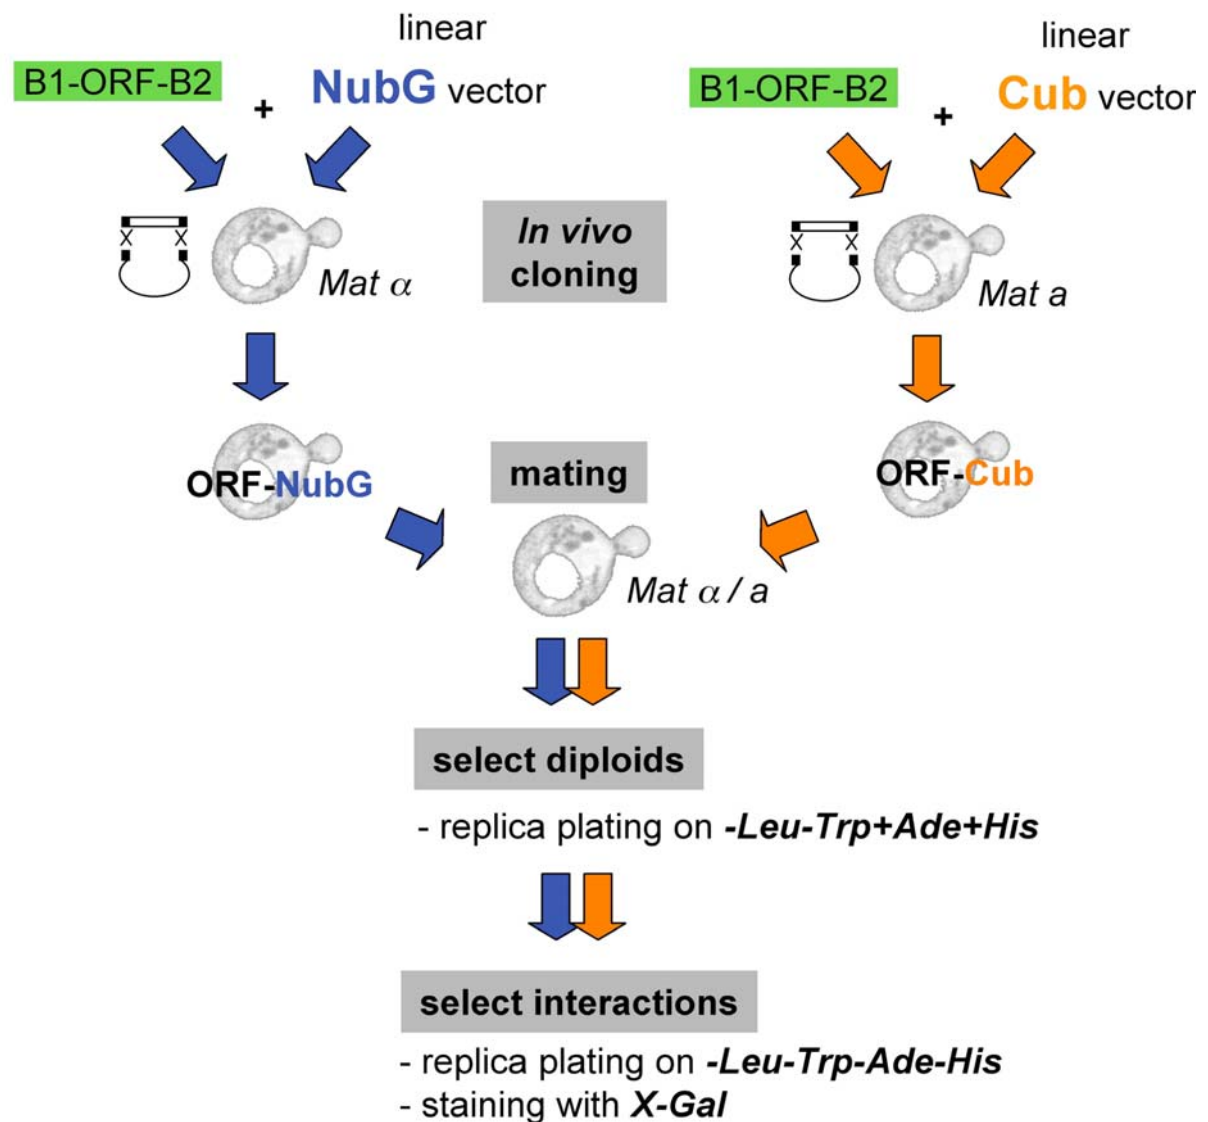 linear
B1-ORF-B2 + NubG vector
linear
B1-ORF-B2 + Cub vector
Mat α
In vivo
cloning
Mat a
ORF-NubG
mating
ORF-Cub
Mat α / a
select diploids
- replica plating on -Leu-Trp+Ade+His
select interactions
- replica plating on -Leu-Trp-Ade-His
- staining with X-Gal